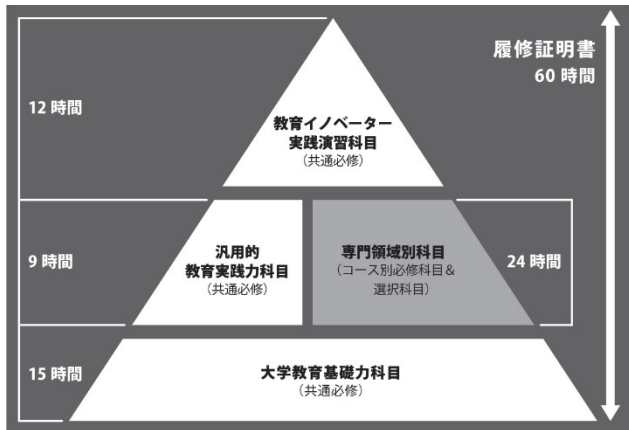 履修証明書
60 時間
12 時間
教育イノベーター
実践演習科目
（共通必修）
9 時間
汎用的
教育実践力科目
（共通必修）
専門領域別科目
（コース別必修科目＆
選択科目）
24 時間
15 時間
大学教育基礎力科目
（共通必修）